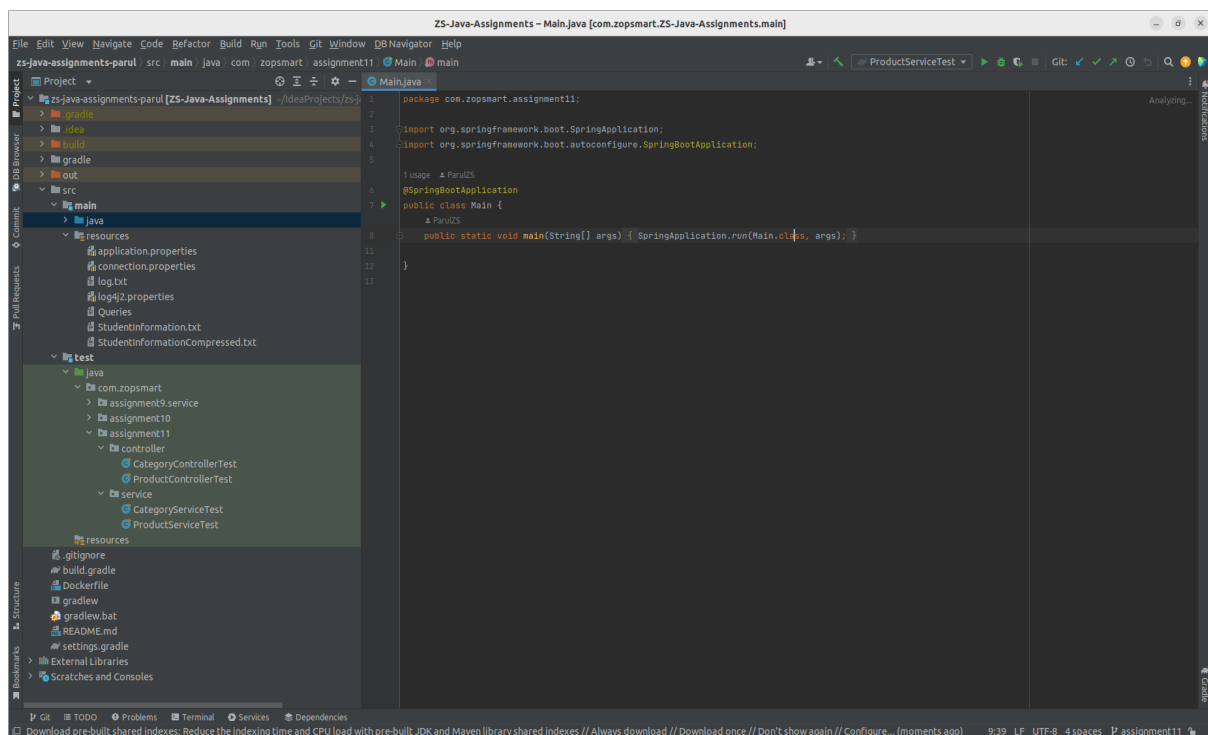 ZS-Java-Assignments – Main.java [com.zopsmart.ZS-Java-Assignments.main]
File Edit View Navigate Code Refactor Build Run Tools Git Window DB Navigator Help
zs-java-assignments-parul src main java com zopsmart assignment11 Main main
ProductServiceTest Git:
Project
Main.java
Project
DB Browser
Commit
Pull Requests
Structure
Bookmarks
zs-java-assignments-parul [ZS-Java-Assignments] ~/IdeaProjects/zs-j
.gradle
.idea
build
gradle
out
src
main
java
resources
application.properties
connection.properties
log.txt
log4j2.properties
Queries
StudentInformation.txt
StudentInformationCompressed.txt
test
java
com.zopsmart
assignment9.service
assignment10
assignment11
controller
CategoryControllerTest
ProductControllerTest
service
CategoryServiceTest
ProductServiceTest
resources
.gitignore
build.gradle
Dockerfile
gradlew
gradlew.bat
README.md
settings.gradle
External Libraries
Scratches and Consoles
1 package com.zopsmart.assignment11;
2
3 import org.springframework.boot.SpringApplication;
4 import org.springframework.boot.autoconfigure.SpringBootApplication;
5
1 usage ParulZS
6 @SpringBootApplication
7 public class Main {
ParulZS
8 public static void main(String[] args) { SpringApplication.run(Main.class, args); }
11
12 }
13
Analyzing...
Notifications
Gradle
Git TODO Problems Terminal Services Dependencies
Download pre-built shared indexes: Reduce the indexing time and CPU load with pre-built JDK and Maven library shared indexes // Always download // Download once // Don't show again // Configure... (moments ago) 9:39 LF UTF-8 4 spaces assignment11